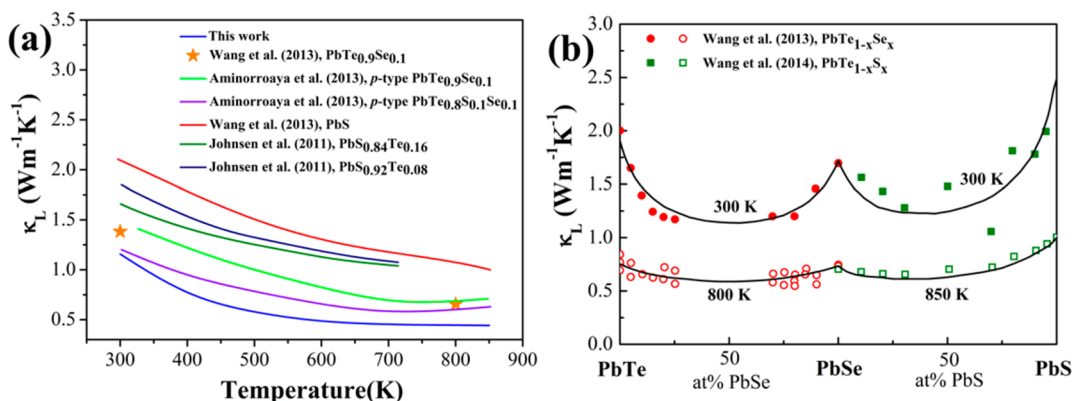 (a)
κL (Wm-1K-1)
3.5
3.0
2.5
2.0
1.5
1.0
0.5
This work
Wang et al. (2013), PbTe0.9Se0.1
Aminorroaya et al. (2013), p-type PbTe0.9Se0.1
Aminorroaya et al. (2013), p-type PbTe0.8S0.1Se0.1
Wang et al. (2013), PbS
Johnsen et al. (2011), PbS0.84Te0.16
Johnsen et al. (2011), PbS0.92Te0.08
300 400 500 600 700 800 900
Temperature(K)
(b)
κL (Wm-1K-1)
3.0
2.5
2.0
1.5
1.0
0.5
0.0
Wang et al. (2013), PbTe1-xSex
Wang et al. (2014), PbTe1-xSx
300 K
300 K
800 K
850 K
PbTe 50 PbSe 50 PbS
at% PbSe at% PbS